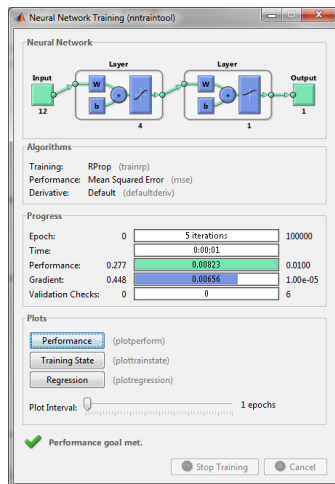 Neural Network Training (nntraintool)
Neural Network
Layer Layer
Input Output
W W
b b
+ +
12 4 1 1
Algorithms
Training: RProp (trainrp)
Performance: Mean Squared Error (mse)
Derivative: Default (defaultderiv)
Progress
Epoch: 0 5 iterations 100000
Time: 0:00:01
Performance: 0.277 0.00823 0.0100
Gradient: 0.448 0.00656 1.00e-05
Validation Checks: 0 0 6
Plots
Performance (plotperform)
Training State (plottrainstate)
Regression (plotregression)
Plot Interval: 1 epochs
Performance goal met.
Stop Training Cancel